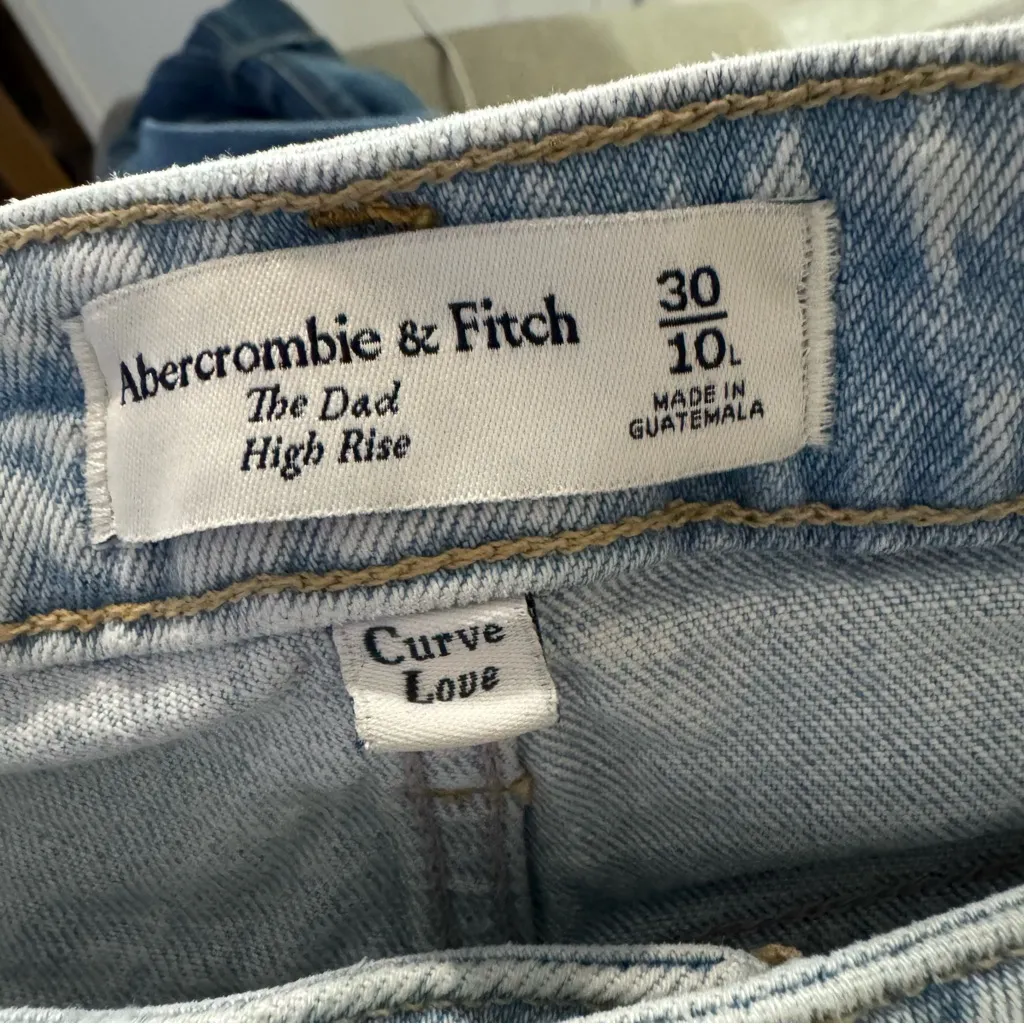 Abercrombie & Fitch
The Dad
High Rise
30
10L
MADE IN
GUATEMALA
Curve
Love